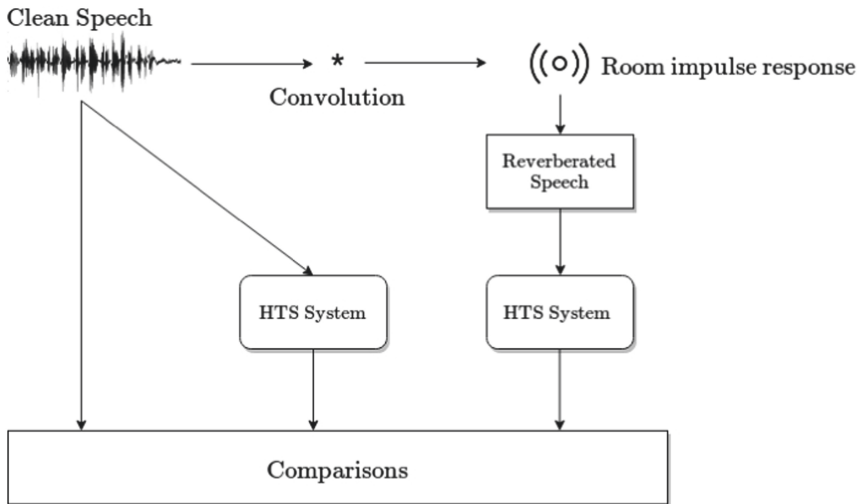 Clean Speech
*
Convolution
Room impulse response
Reverberated
Speech
HTS System
HTS System
Comparisons